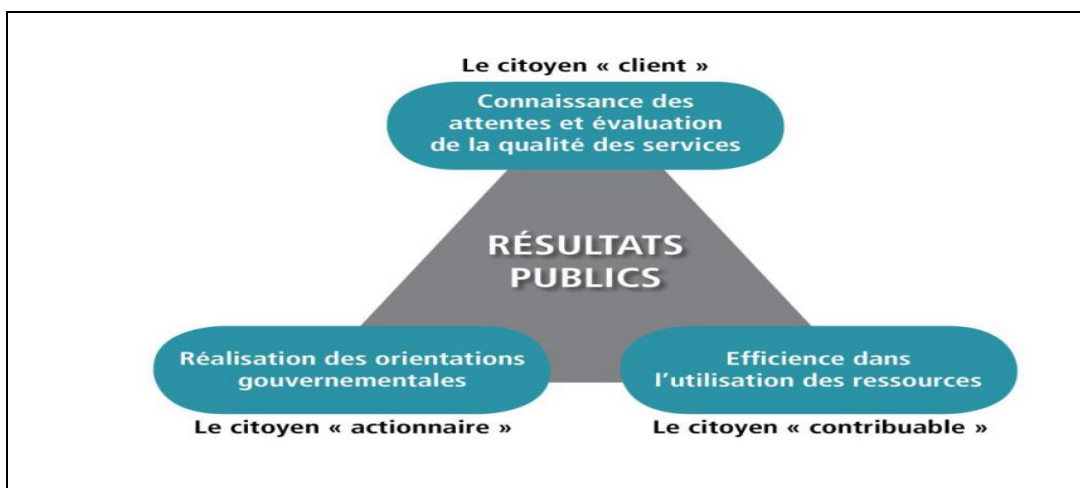 Le citoyen « client »
Connaissance des
attentes et évaluation
de la qualité des services
RÉSULTATS
PUBLICS
Réalisation des orientations
gouvernementales
Efficience dans
l'utilisation des ressources
Le citoyen « actionnaire »
Le citoyen « contribuable »